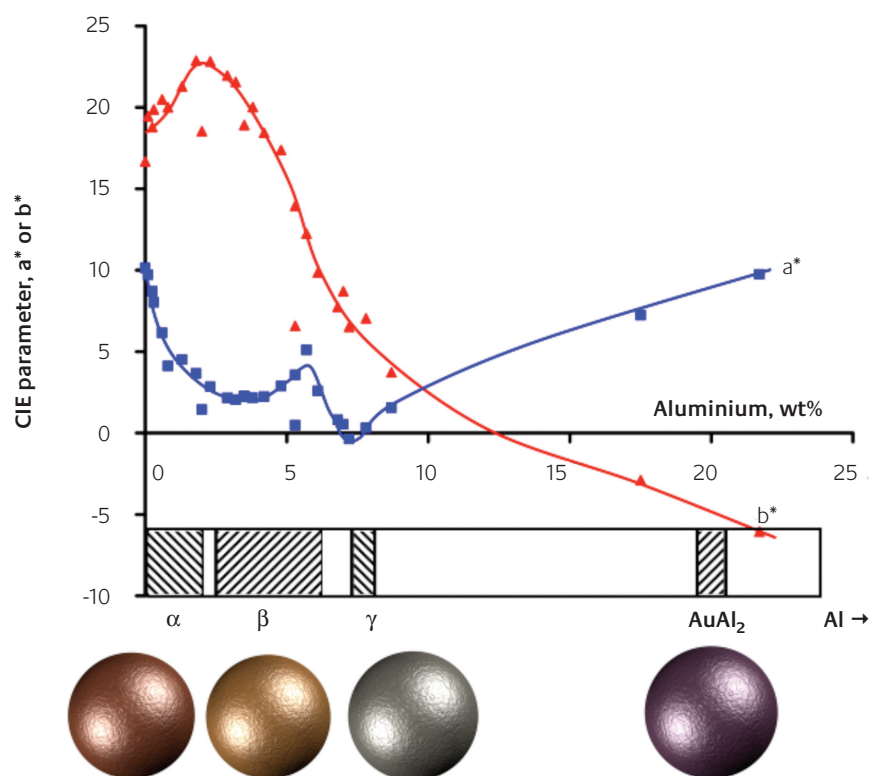 25
20
15
10
5
0
-5
-10
CIE parameter, a* or b*
a*
Aluminium, wt%
0 5 10 15 20 25
b*
α β γ AuAl₂ Al →